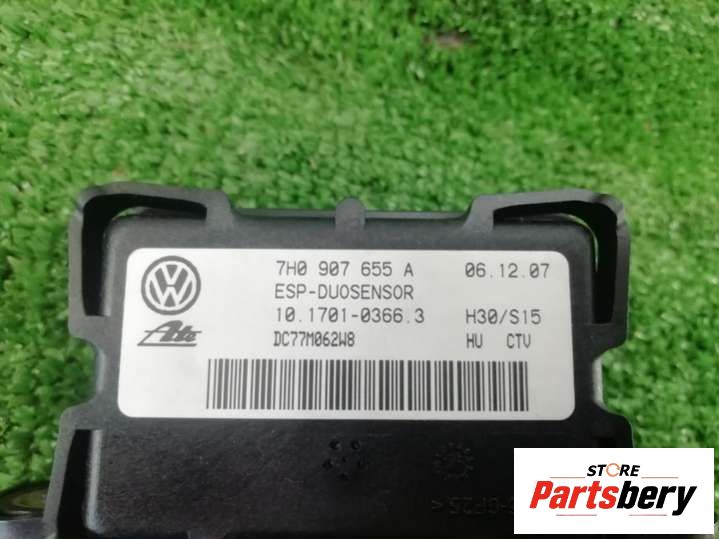 7H0 907 655 A 06.12.07
ESP-DUOSENSOR
10.1701-0366.3 H30/S15
Ate DC77M062W8 HU CTV
STORE
Partsbery